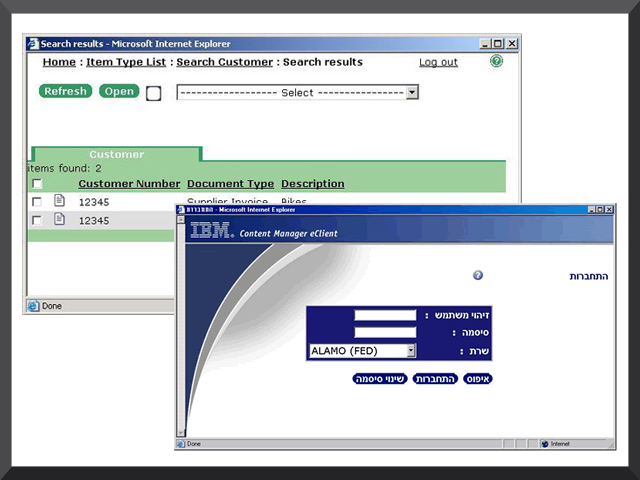 Search results - Microsoft Internet Explorer
Home : Item Type List : Search Customer : Search results Log out
Refresh Open ----------------- Select -----------------
Customer
items found: 2
Customer Number Document Type Description
12345 Supplier Invoice Bikes
12345
Done
- Microsoft Internet Explorer
IBM. Content Manager eClient
התחברות
זיהוי משתמש :
סיסמה :
שרת : ALAMO (FED)
איפוס התחברות שינוי סיסמה
Done Internet